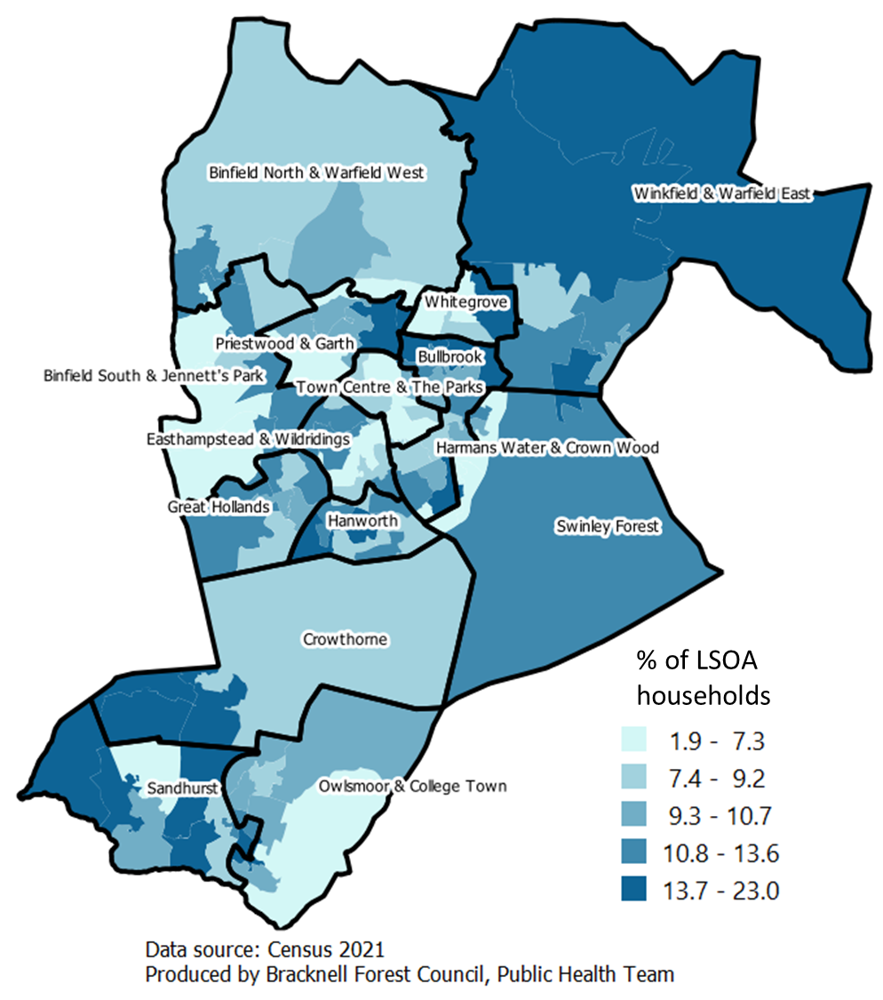 Binfield North & Warfield West
Winkfield & Warfield East
Whitegrove
Priestwood & Garth
Bullbrook
Binfield South & Jennett's Park
Town Centre & The Parks
Easthampstead & Wildridings
Harmans Water & Crown Wood
Great Hollands
Hanworth
Swinley Forest
Crowthorne
Sandhurst
Owlsmoor & College Town
% of LSOA
households
1.9 - 7.3
7.4 - 9.2
9.3 - 10.7
10.8 - 13.6
13.7 - 23.0
Data source: Census 2021
Produced by Bracknell Forest Council, Public Health Team